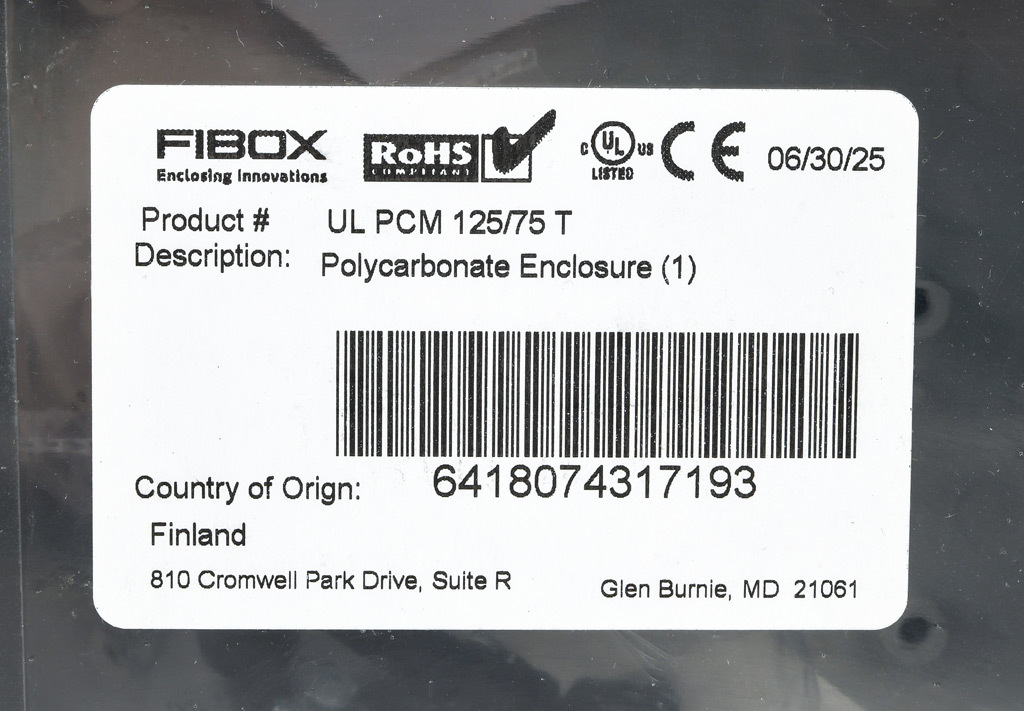 FIBOX
Enclosing Innovations
RoHS
COMPLIANT
C UL US
LISTED
CE
06/30/25
Product # UL PCM 125/75 T
Description: Polycarbonate Enclosure (1)
6418074317193
Country of Orign:
Finland
810 Cromwell Park Drive, Suite R
Glen Burnie, MD 21061